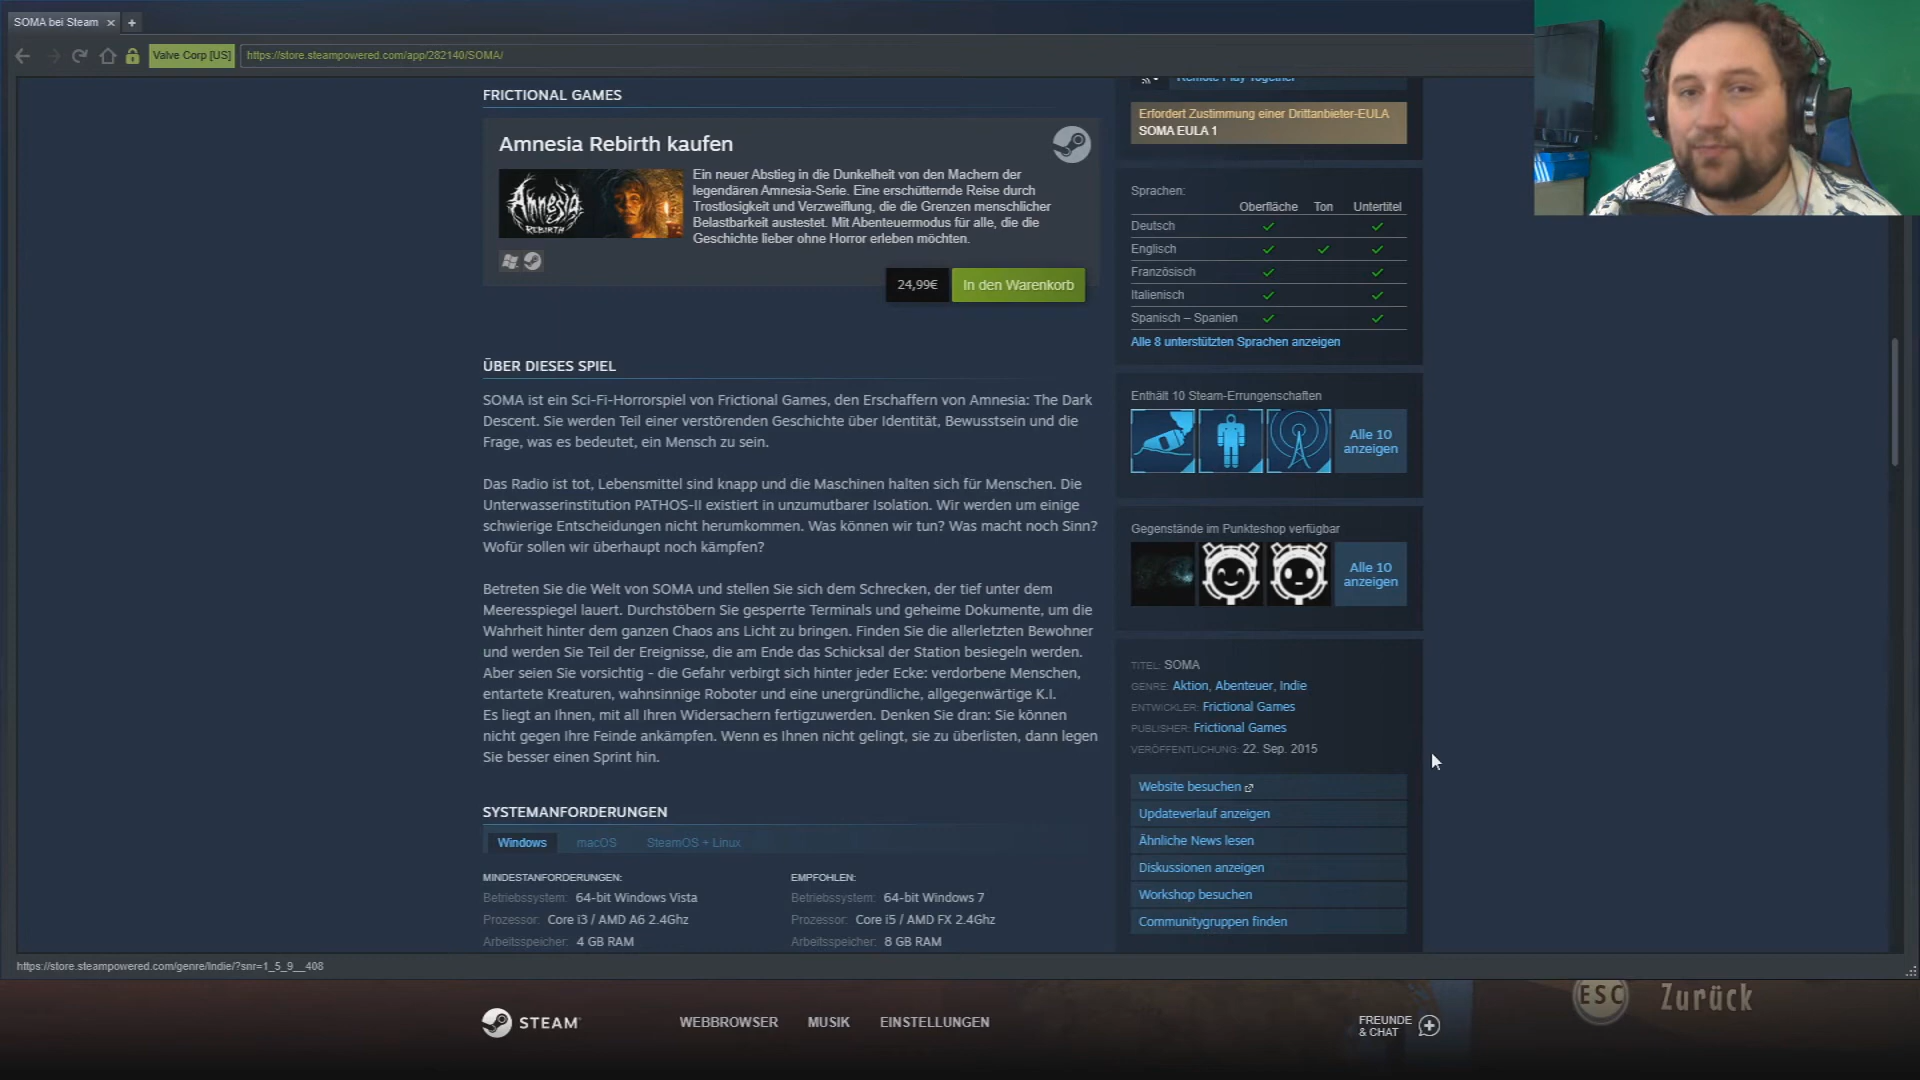 SOMA bei Steam
Valve Corp [US]
https://store.steampowered.com/app/282140/SOMA/
FRICTIONAL GAMES
Amnesia Rebirth kaufen
Amnesia
REBIRTH
Ein neuer Abstieg in die Dunkelheit von den Machern der
legendären Amnesia-Serie. Eine erschütternde Reise durch
Trostlosigkeit und Verzweiflung, die die Grenzen menschlicher
Belastbarkeit austestet. Mit Abenteuermodus für alle, die die
Geschichte lieber ohne Horror erleben möchten.
24,99€
In den Warenkorb
ÜBER DIESES SPIEL
SOMA ist ein Sci-Fi-Horrorspiel von Frictional Games, den Erschaffern von Amnesia: The Dark
Descent. Sie werden Teil einer verstörenden Geschichte über Identität, Bewusstsein und die
Frage, was es bedeutet, ein Mensch zu sein.
Das Radio ist tot, Lebensmittel sind knapp und die Maschinen halten sich für Menschen. Die
Unterwasserinstitution PATHOS-II existiert in unzumutbarer Isolation. Wir werden um einige
schwierige Entscheidungen nicht herumkommen. Was können wir tun? Was macht noch Sinn?
Wofür sollen wir überhaupt noch kämpfen?
Betreten Sie die Welt von SOMA und stellen Sie sich dem Schrecken, der tief unter dem
Meeresspiegel lauert. Durchstöbern Sie gesperrte Terminals und geheime Dokumente, um die
Wahrheit hinter dem ganzen Chaos ans Licht zu bringen. Finden Sie die allerletzten Bewohner
und werden Sie Teil der Ereignisse, die am Ende das Schicksal der Station besiegeln werden.
Aber seien Sie vorsichtig - die Gefahr verbirgt sich hinter jeder Ecke: verdorbene Menschen,
entartete Kreaturen, wahnsinnige Roboter und eine unergründliche, allgegenwärtige K.I.
Es liegt an Ihnen, mit all Ihren Widersachern fertigzuwerden. Denken Sie dran: Sie können
nicht gegen Ihre Feinde ankämpfen. Wenn es Ihnen nicht gelingt, sie zu überlisten, dann legen
Sie besser einen Sprint hin.
SYSTEMANFORDERUNGEN
Windows macOS SteamOS + Linux
MINDESTANFORDERUNGEN:
Betriebssystem: 64-bit Windows Vista
Prozessor: Core i3 / AMD A6 2.4Ghz
Arbeitsspeicher: 4 GB RAM
EMPFOHLEN:
Betriebssystem: 64-bit Windows 7
Prozessor: Core i5 / AMD FX 2.4Ghz
Arbeitsspeicher: 8 GB RAM
Remote Play Together
Erfordert Zustimmung einer Drittanbieter-EULA
SOMA EULA 1
Sprachen:
Oberfläche Ton Untertitel
Deutsch
Englisch
Französisch
Italienisch
Spanisch – Spanien
Alle 8 unterstützten Sprachen anzeigen
Enthält 10 Steam-Errungenschaften
Alle 10
anzeigen
Gegenstände im Punkteshop verfügbar
Alle 10
anzeigen
TITEL: SOMA
GENRE: Aktion, Abenteuer, Indie
ENTWICKLER: Frictional Games
PUBLISHER: Frictional Games
VERÖFFENTLICHUNG: 22. Sep. 2015
Website besuchen
Updateverlauf anzeigen
Ähnliche News lesen
Diskussionen anzeigen
Workshop besuchen
Communitygruppen finden
https://store.steampowered.com/genre/Indie/?snr=1_5_9__408
STEAM
WEBBROWSER MUSIK EINSTELLUNGEN
FREUNDE
& CHAT
ESC Zurück